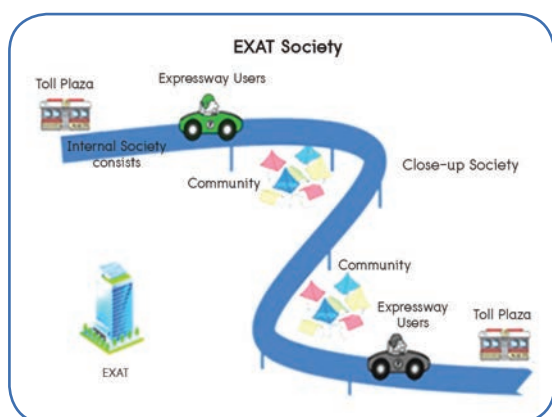 EXAT Society
Expressway Users
Toll Plaza
Internal Society
consists
Community
Close-up Society
Community
Expressway
Users
Toll Plaza
EXAT